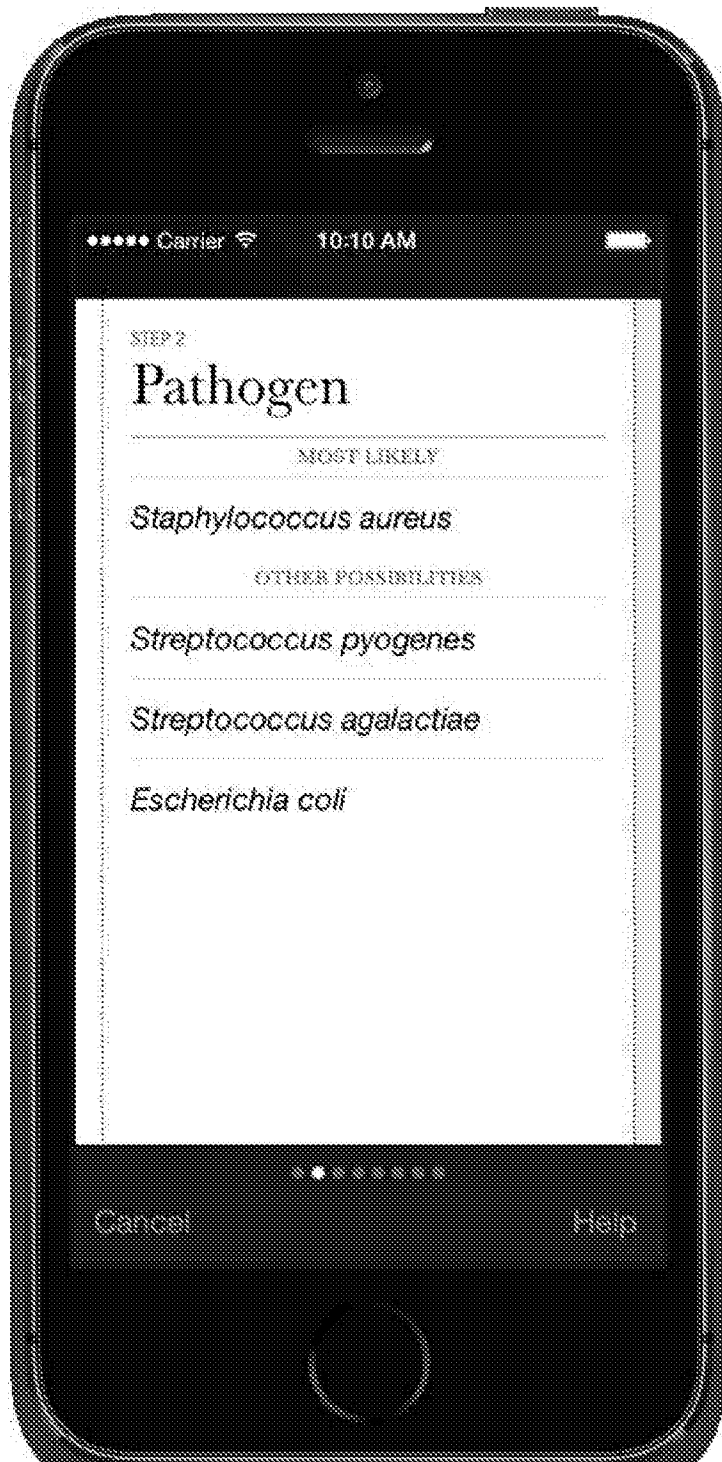 Carrier 10:10 AM
STEP 2
Pathogen
MOST LIKELY
Staphylococcus aureus
OTHER POSSIBILITIES
Streptococcus pyogenes
Streptococcus agalactiae
Escherichia coli
Cancel Help